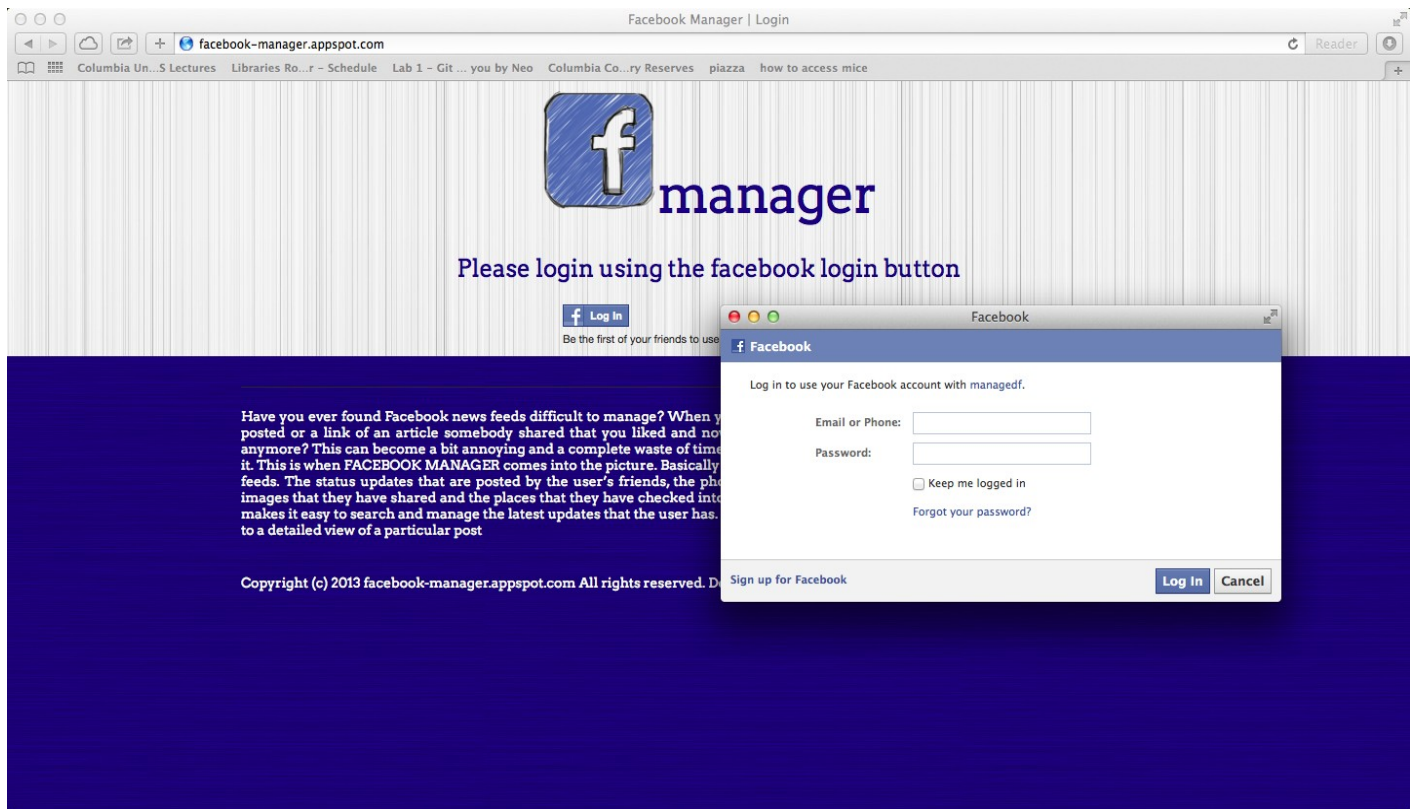 Facebook Manager | Login
facebook-manager.appspot.com
Reader
Columbia Un...S Lectures Libraries Ro...r – Schedule Lab 1 – Git ... you by Neo Columbia Co...ry Reserves piazza how to access mice
f manager
Please login using the facebook login button
f Log In
Be the first of your friends to use
Have you ever found Facebook news feeds difficult to manage? When
posted or a link of an article somebody shared that you liked and
anymore? This can become a bit annoying and a complete waste of time
it. This is when FACEBOOK MANAGER comes into the picture. Basically
feeds. The status updates that are posted by the user's friends, the
images that they have shared and the places that they have checked
makes it easy to search and manage the latest updates that the user has.
to a detailed view of a particular post
Copyright (c) 2013 facebook-manager.appspot.com All rights reserved.
Facebook
f Facebook
Log in to use your Facebook account with managedf.
Email or Phone:
Password:
Keep me logged in
Forgot your password?
Sign up for Facebook
Log In Cancel